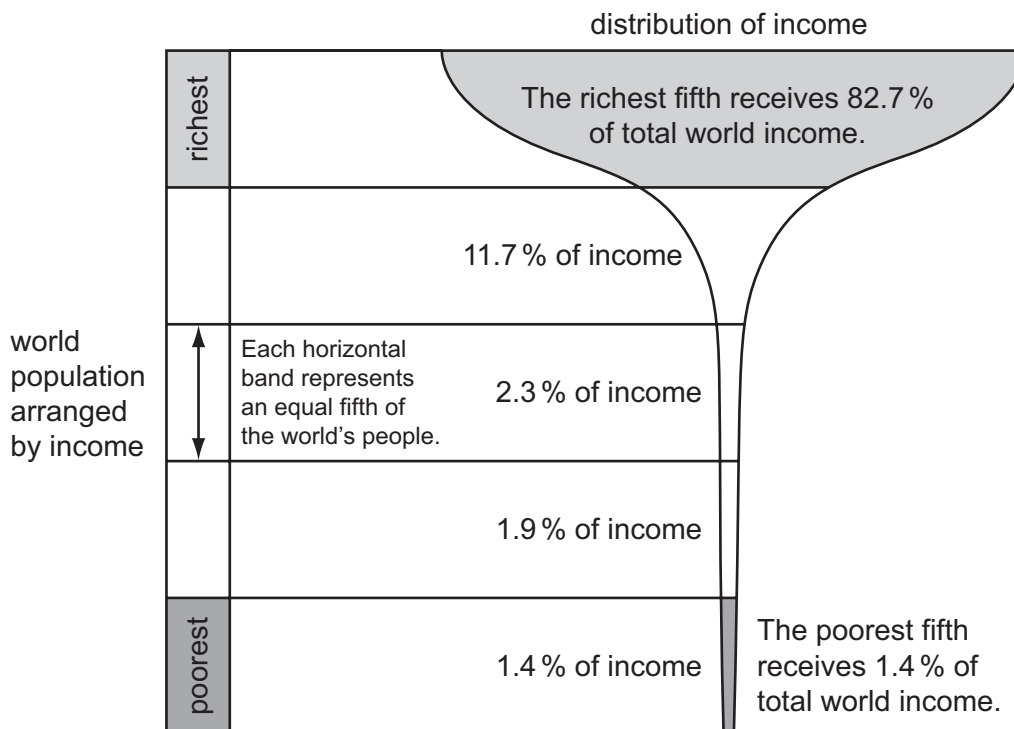 distribution of income
richest
The richest fifth receives 82.7 %
of total world income.
11.7 % of income
world
population
arranged
by income
Each horizontal
band represents
an equal fifth of
the world’s people.
2.3 % of income
1.9 % of income
poorest
1.4 % of income
The poorest fifth
receives 1.4 % of
total world income.